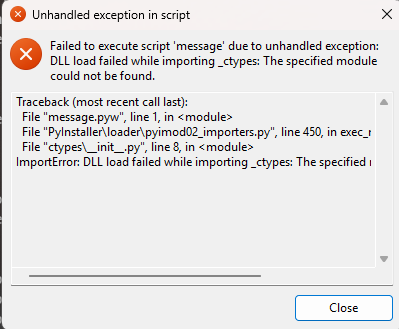 Unhandled exception in script
Failed to execute script 'message' due to unhandled exception:
DLL load failed while importing _ctypes: The specified module
could not be found.
Traceback (most recent call last):
File "message.pyw", line 1, in <module>
File "PyInstaller\loader\pyimod02_importers.py", line 450, in exec_
File "ctypes\__init__.py", line 8, in <module>
ImportError: DLL load failed while importing _ctypes: The specified
Close